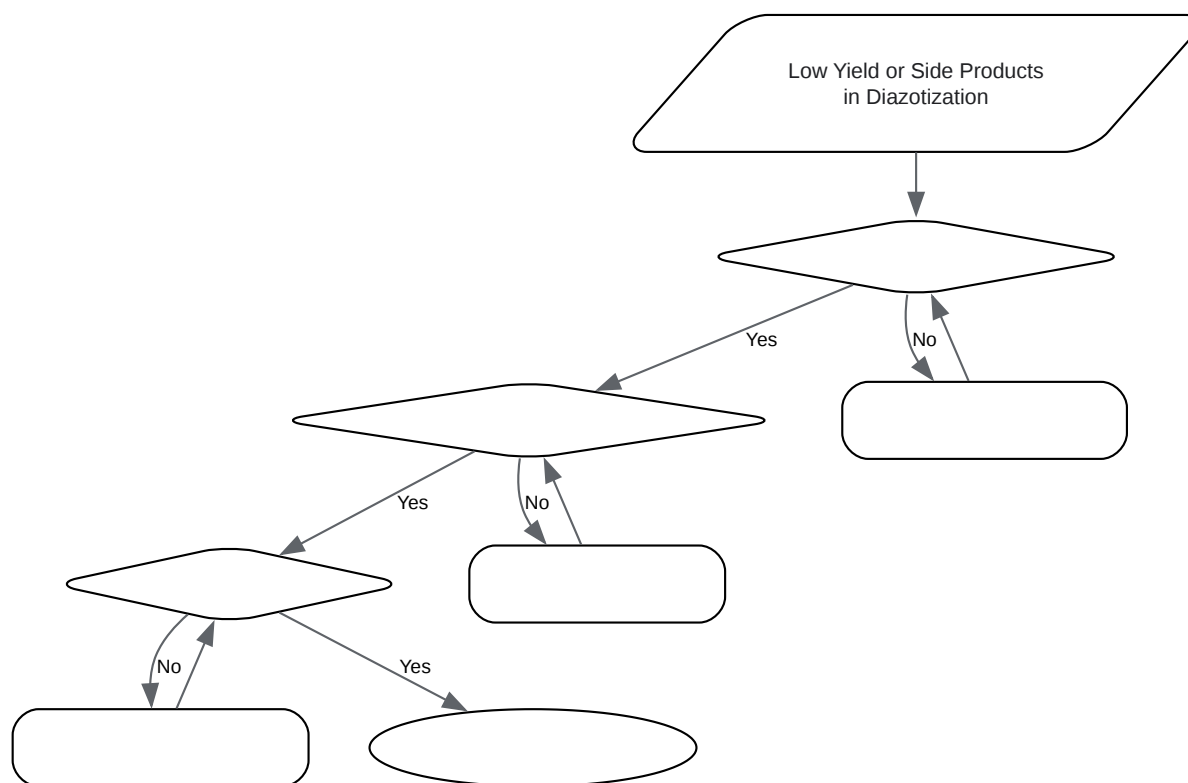 Low Yield or Side Products
in Diazotization
Yes
No
Yes
No
No
Yes